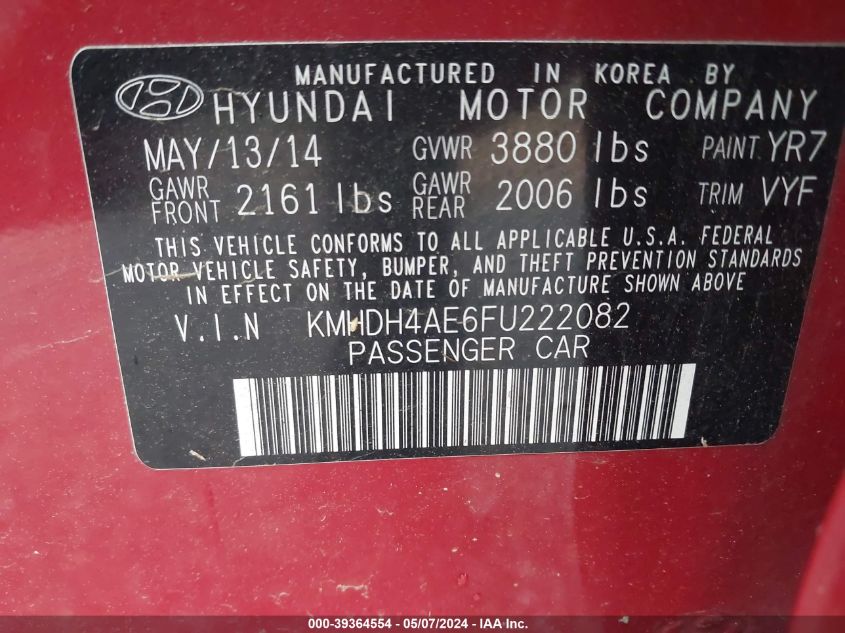 MANUFACTURED IN KOREA BY
HYUNDAI MOTOR COMPANY
MAY/13/14 GVWR 3880 lbs PAINT YR7
GAWR FRONT 2161 lbs GAWR REAR 2006 lbs TRIM VYF
THIS VEHICLE CONFORMS TO ALL APPLICABLE U.S.A. FEDERAL
MOTOR VEHICLE SAFETY, BUMPER, AND THEFT PREVENTION STANDARDS
IN EFFECT ON THE DATE OF MANUFACTURE SHOWN ABOVE
V.I.N KMHDH4AE6FU222082
PASSENGER CAR
000-39364554 - 05/07/2024 - IAA, Inc.